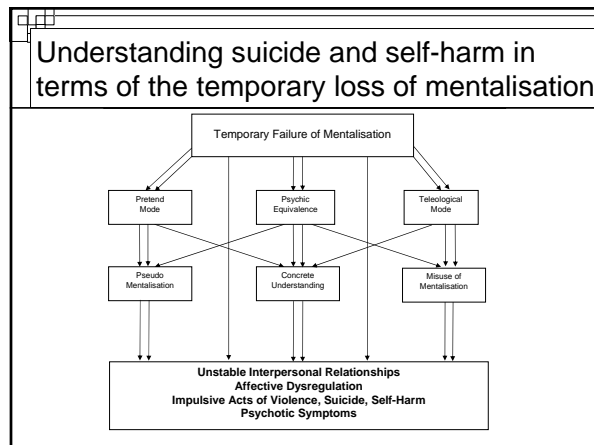 Understanding suicide and self-harm in
terms of the temporary loss of mentalisation
Temporary Failure of Mentalisation
Pretend
Mode
Psychic
Equivalence
Teleological
Mode
Pseudo
Mentalisation
Concrete
Understanding
Misuse of
Mentalisation
Unstable Interpersonal Relationships
Affective Dysregulation
Impulsive Acts of Violence, Suicide, Self-Harm
Psychotic Symptoms